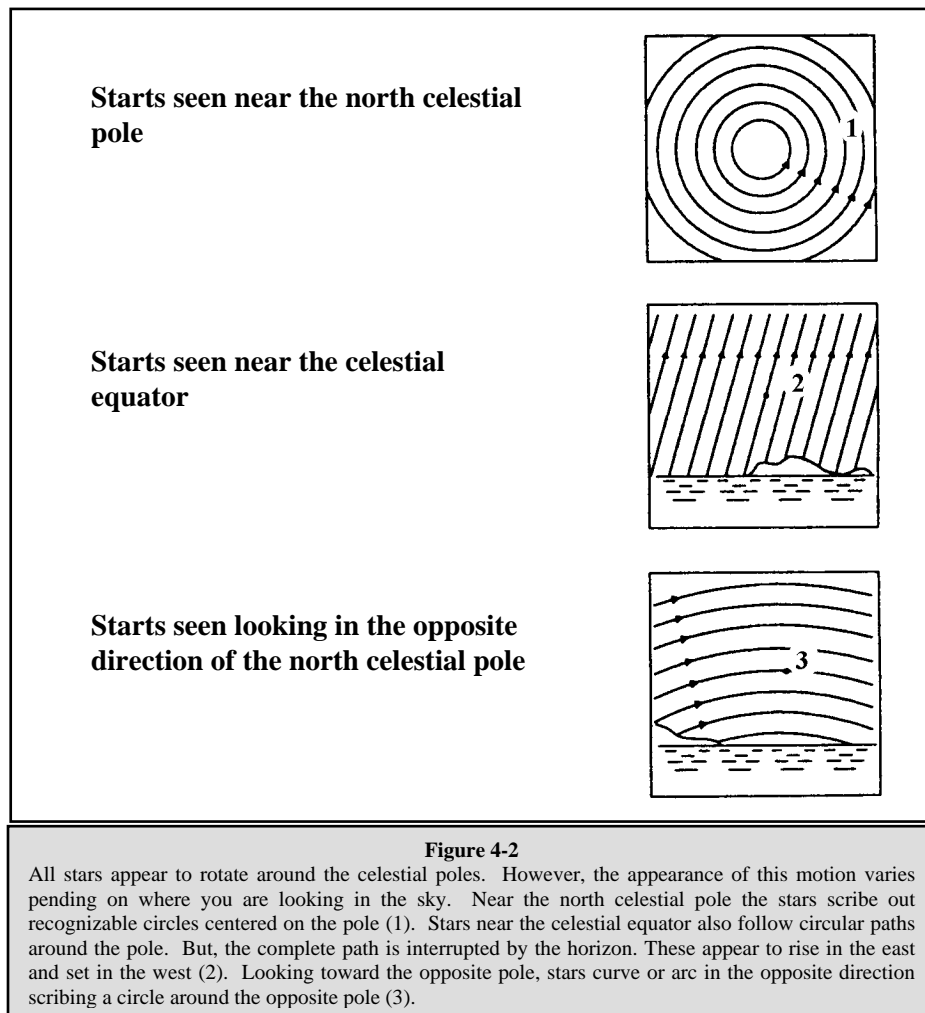 Starts seen near the north celestial
pole
1
Starts seen near the celestial
equator
2
Starts seen looking in the opposite
direction of the north celestial pole
3
Figure 4-2
All stars appear to rotate around the celestial poles. However, the appearance of this motion varies
pending on where you are looking in the sky. Near the north celestial pole the stars scribe out
recognizable circles centered on the pole (1). Stars near the celestial equator also follow circular paths
around the pole. But, the complete path is interrupted by the horizon. These appear to rise in the east
and set in the west (2). Looking toward the opposite pole, stars curve or arc in the opposite direction
scribing a circle around the opposite pole (3).